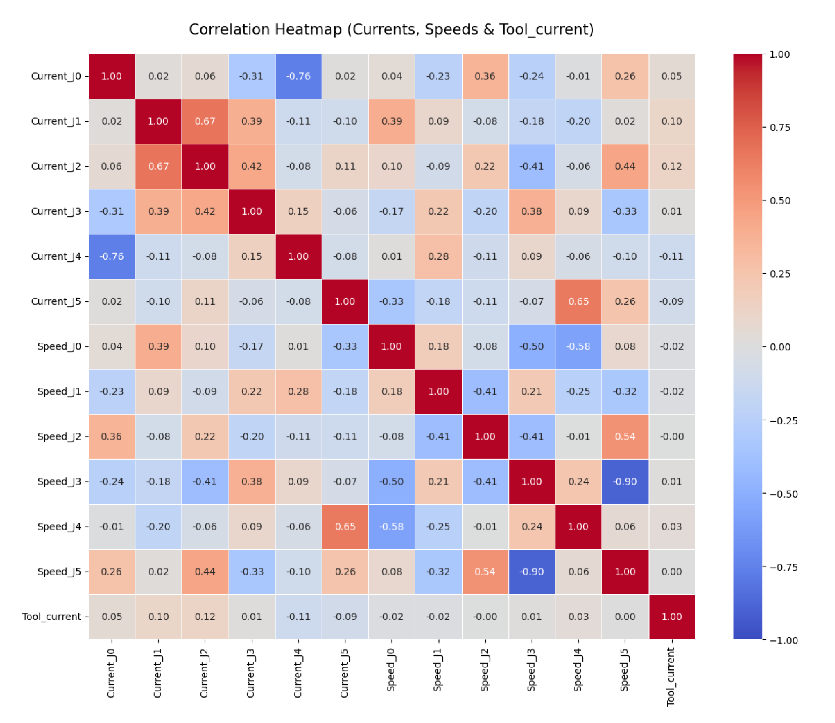 Correlation Heatmap (Currents, Speeds & Tool_current)
Current_J0 1.00 0.02 0.06 -0.31 -0.76 0.02 0.04 -0.23 0.36 -0.24 -0.01 0.26 0.05
Current_J1 0.02 1.00 0.67 0.39 -0.11 -0.10 0.39 0.09 -0.08 -0.18 -0.20 0.02 0.10
Current_J2 0.06 0.67 1.00 0.42 -0.08 0.11 0.10 -0.09 0.22 -0.41 -0.06 0.44 0.12
Current_J3 -0.31 0.39 0.42 1.00 0.15 -0.06 -0.17 0.22 -0.20 0.38 0.09 -0.33 0.01
Current_J4 -0.76 -0.11 -0.08 0.15 1.00 -0.08 0.01 0.28 -0.11 0.09 -0.06 -0.10 -0.11
Current_J5 0.02 -0.10 0.11 -0.06 -0.08 1.00 -0.33 -0.18 -0.11 -0.07 0.65 0.26 -0.09
Speed_J0 0.04 0.39 0.10 -0.17 0.01 -0.33 1.00 0.18 -0.08 -0.50 -0.58 0.08 -0.02
Speed_J1 -0.23 0.09 -0.09 0.22 0.28 -0.18 0.18 1.00 -0.41 0.21 -0.25 -0.32 -0.02
Speed_J2 0.36 -0.08 0.22 -0.20 -0.11 -0.11 -0.08 -0.41 1.00 -0.41 -0.01 0.54 -0.00
Speed_J3 -0.24 -0.18 -0.41 0.38 0.09 -0.07 -0.50 0.21 -0.41 1.00 0.24 -0.90 0.01
Speed_J4 -0.01 -0.20 -0.06 0.09 -0.06 0.65 -0.58 -0.25 -0.01 0.24 1.00 0.06 0.03
Speed_J5 0.26 0.02 0.44 -0.33 -0.10 0.26 0.08 -0.32 0.54 -0.90 0.06 1.00 0.00
Tool_current 0.05 0.10 0.12 0.01 -0.11 -0.09 -0.02 -0.02 -0.00 0.01 0.03 0.00 1.00
Current_J0 Current_J1 Current_J2 Current_J3 Current_J4 Current_J5 Speed_J0 Speed_J1 Speed_J2 Speed_J3 Speed_J4 Speed_J5 Tool_current
1.00
0.75
0.50
0.25
0.00
−0.25
−0.50
−0.75
−1.00